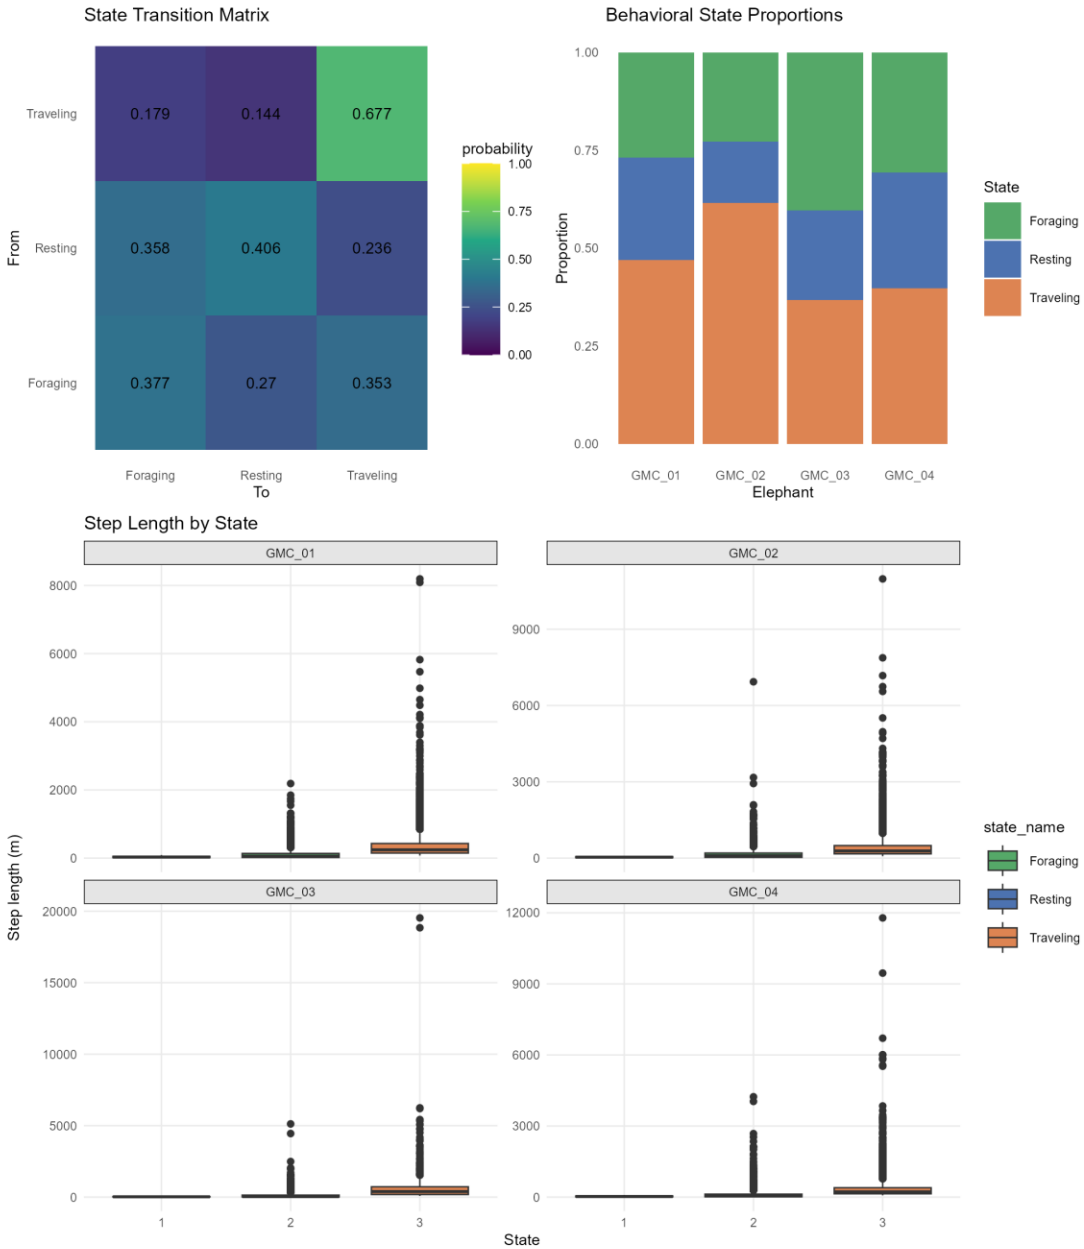 State Transition Matrix
From
Traveling
0.179 0.144 0.677
Resting
0.358 0.406 0.236
Foraging
0.377 0.27 0.353
Foraging Resting Traveling
To
probability
1.00
0.75
0.50
0.25
0.00
Behavioral State Proportions
Proportion
1.00
0.75
0.50
0.25
0.00
GMC_01 GMC_02 GMC_03 GMC_04
Elephant
State
Foraging
Resting
Traveling
Step Length by State
Step length (m)
GMC_01
8000
6000
4000
2000
0
GMC_02
9000
6000
3000
0
GMC_03
20000
15000
10000
5000
0
1 2 3
GMC_04
12000
9000
6000
3000
0
1 2 3
State
state_name
Foraging
Resting
Traveling